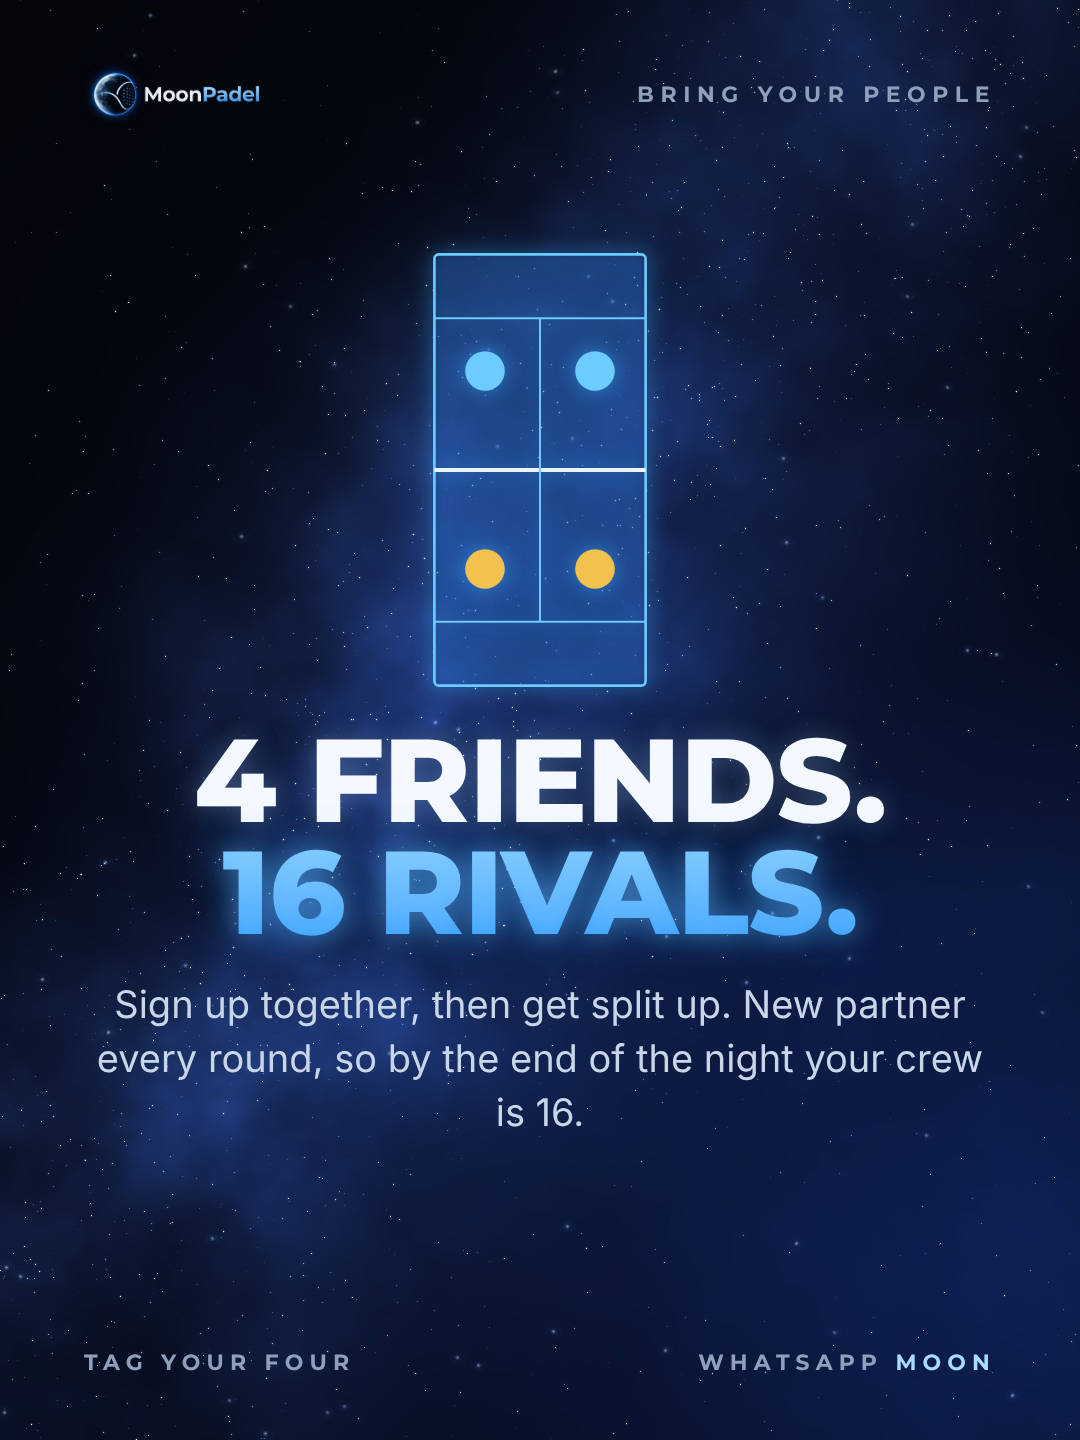 MoonPadel
BRING YOUR PEOPLE
4 FRIENDS.
16 RIVALS.
Sign up together, then get split up. New partner
every round, so by the end of the night your crew
is 16.
TAG YOUR FOUR
WHATSAPP MOON